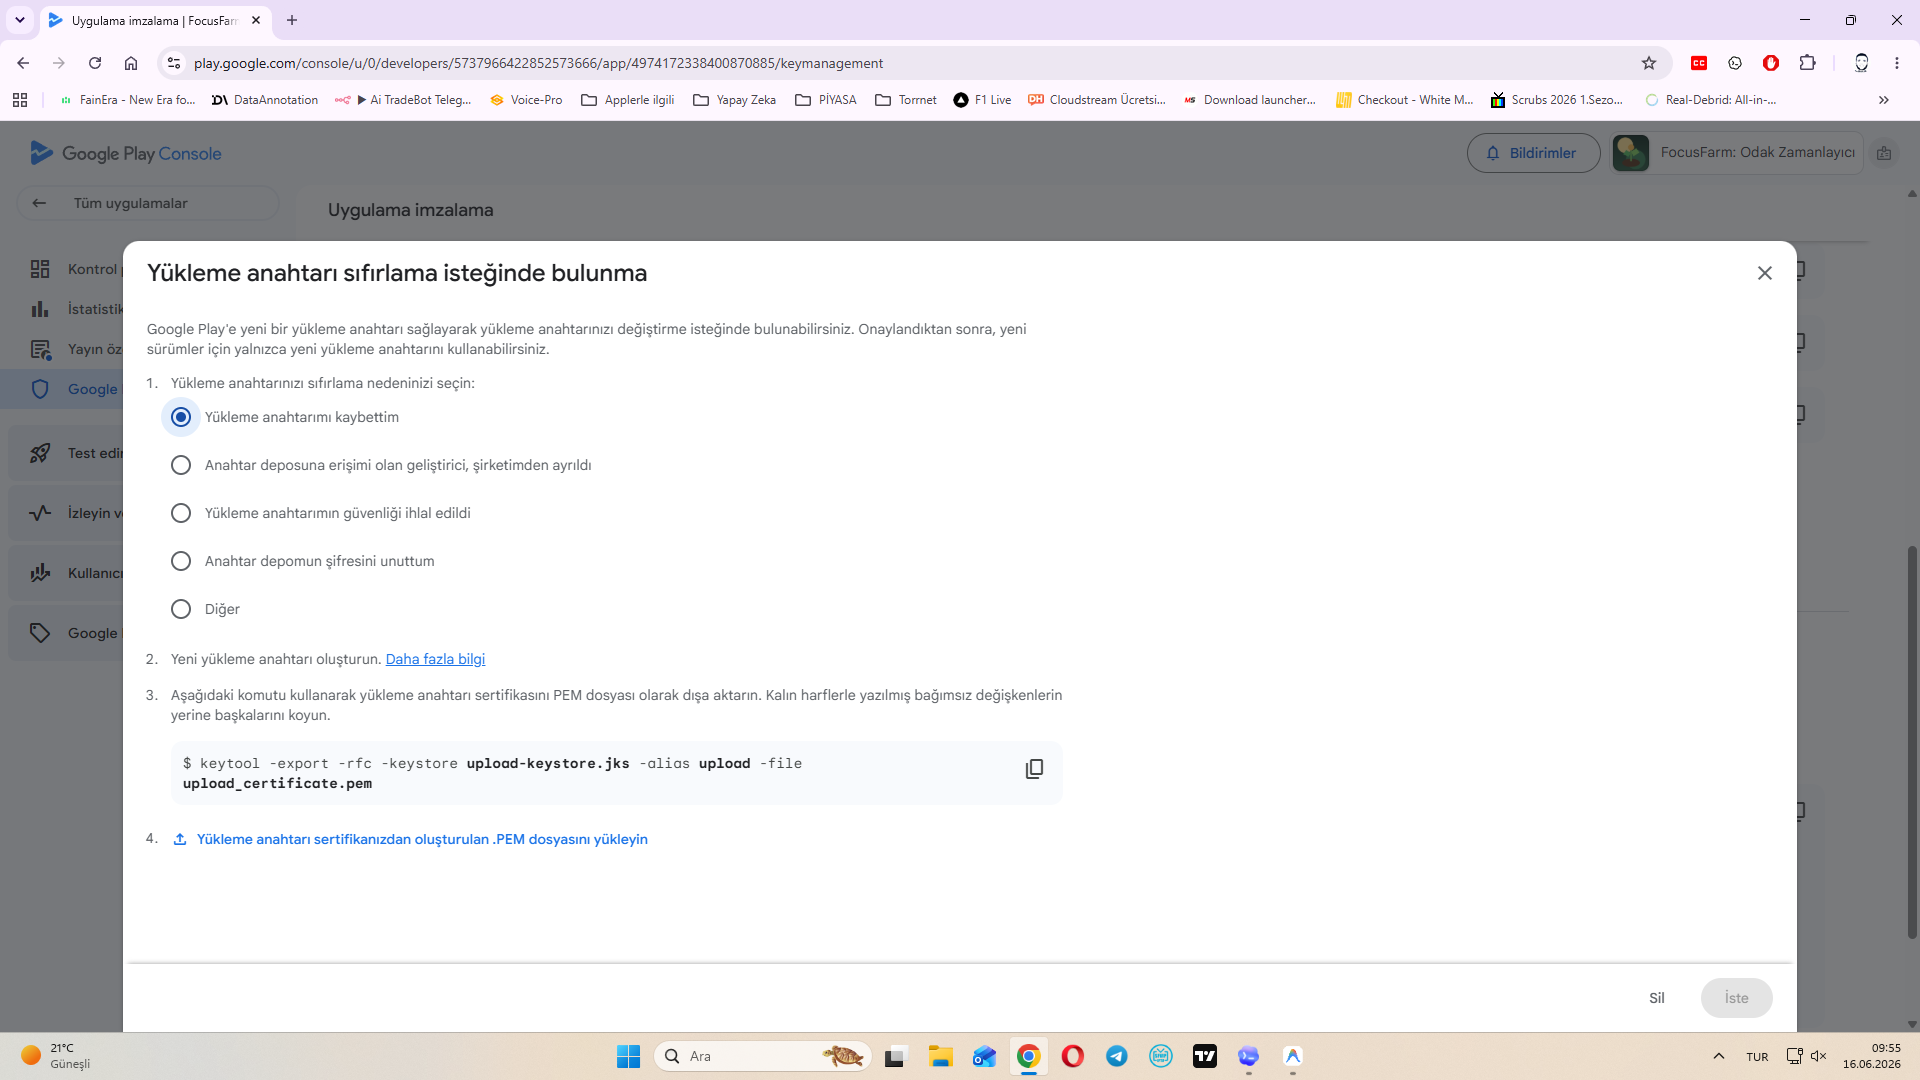 Uygulama imzalama | FocusFarm
play.google.com/console/u/0/developers/5737966422852573666/app/4974172338400870885/keymanagement
FainEra - New Era fo...
DataAnnotation
Ai TradeBot Teleg...
Voice-Pro
Applerle ilgili
Yapay Zeka
PİYASA
Torrnet
F1 Live
Cloudstream Ücretsi...
Download launcher...
Checkout - White M...
Scrubs 2026 1.Sezo...
Real-Debrid: All-in-...
Google Play Console
Bildirimler
FocusFarm: Odak Zamanlayıcı
Tüm uygulamalar
Uygulama imzalama
Yükleme anahtarı sıfırlama isteğinde bulunma
Kontrol
İstatistik
Yayın
Google
Test
İzleyin
Google
Google Play'e yeni bir yükleme anahtarı sağlayarak yükleme anahtarınızı değiştirme isteğinde bulunabilirsiniz. Onaylandıktan sonra, yeni
sürümler için yalnızca yeni yükleme anahtarını kullanabilirsiniz.
1. Yükleme anahtarınızı sıfırlama nedeninizi seçin:
Yükleme anahtarımı kaybettim
Anahtar deposuna erişimi olan geliştirici, şirketimden ayrıldı
Yükleme anahtarımın güvenliği ihlal edildi
Anahtar depomun şifresini unuttum
Diğer
2. Yeni yükleme anahtarı oluşturun. Daha fazla bilgi
3. Aşağıdaki komutu kullanarak yükleme anahtarı sertifikasını PEM dosyası olarak dışa aktarın. Kalın harflerle yazılmış bağımsız değişkenlerin
yerine başkalarını koyun.
$ keytool -export -rfc -keystore upload-keystore.jks -alias upload -file
upload_certificate.pem
4. Yükleme anahtarı sertifikanızdan oluşturulan .PEM dosyasını yükleyin
Sil
İste
21°C
Güneşli
Ara
TUR
09:55
16.06.2026